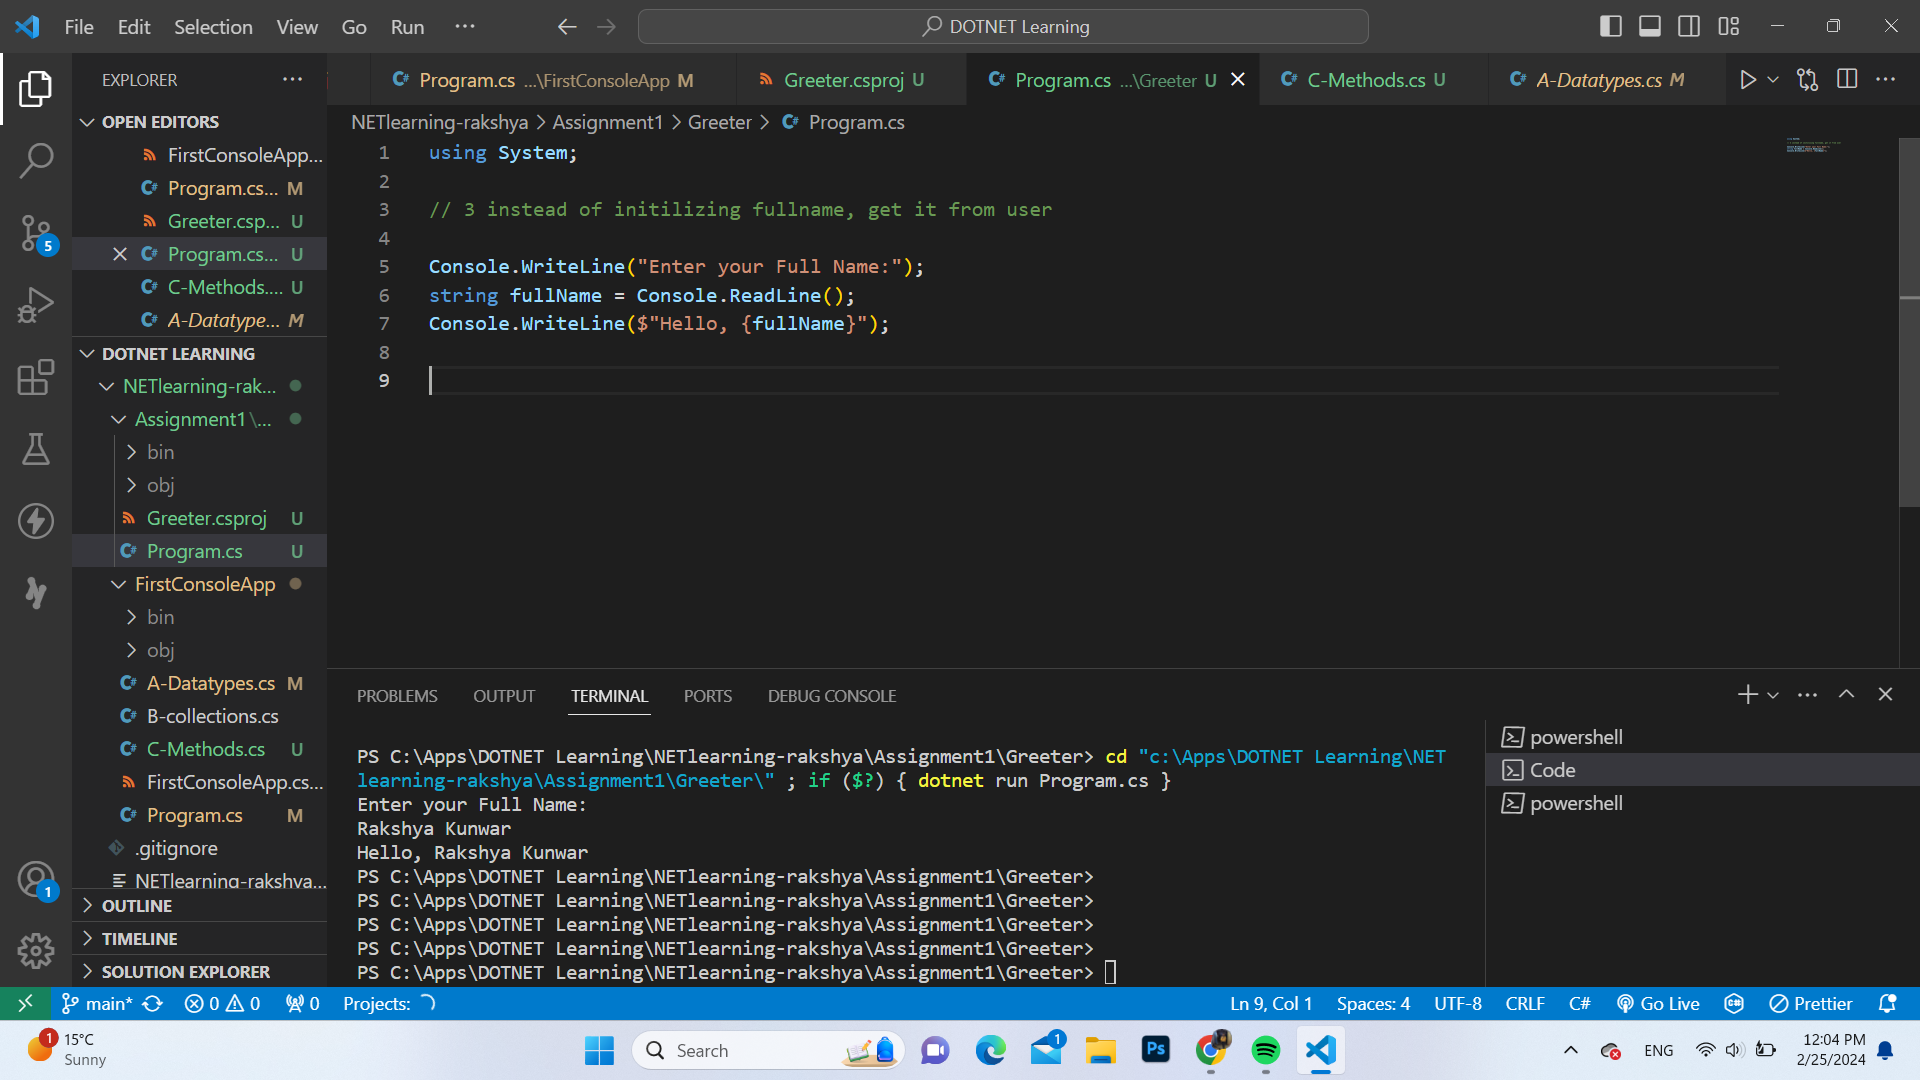 File Edit Selection View Go Run ··· DOTNET Learning
EXPLORER ···
OPEN EDITORS
FirstConsoleApp...
Program.cs... M
Greeter.csp... U
Program.cs... U
C-Methods.... U
A-Datatype... M
DOTNET LEARNING
NETlearning-rak...
Assignment1\...
bin
obj
Greeter.csproj U
Program.cs U
FirstConsoleApp
bin
obj
A-Datatypes.cs M
B-collections.cs
C-Methods.cs U
FirstConsoleApp.cs...
Program.cs M
.gitignore
NETlearning-rakshya...
OUTLINE
TIMELINE
SOLUTION EXPLORER
5
1
Program.cs ...\FirstConsoleApp M Greeter.csproj U Program.cs ...\Greeter U C-Methods.cs U A-Datatypes.cs M
NETlearning-rakshya > Assignment1 > Greeter > Program.cs
1 using System;
2
3 // 3 instead of initilizing fullname, get it from user
4
5 Console.WriteLine("Enter your Full Name:");
6 string fullName = Console.ReadLine();
7 Console.WriteLine($"Hello, {fullName}");
8
9
PROBLEMS OUTPUT TERMINAL PORTS DEBUG CONSOLE
PS C:\Apps\DOTNET Learning\NETlearning-rakshya\Assignment1\Greeter> cd "c:\Apps\DOTNET Learning\NET
learning-rakshya\Assignment1\Greeter\" ; if ($?) { dotnet run Program.cs }
Enter your Full Name:
Rakshya Kunwar
Hello, Rakshya Kunwar
PS C:\Apps\DOTNET Learning\NETlearning-rakshya\Assignment1\Greeter>
PS C:\Apps\DOTNET Learning\NETlearning-rakshya\Assignment1\Greeter>
PS C:\Apps\DOTNET Learning\NETlearning-rakshya\Assignment1\Greeter>
PS C:\Apps\DOTNET Learning\NETlearning-rakshya\Assignment1\Greeter>
PS C:\Apps\DOTNET Learning\NETlearning-rakshya\Assignment1\Greeter>
powershell
Code
powershell
main* 0 0 0 Projects: Ln 9, Col 1 Spaces: 4 UTF-8 CRLF C# Go Live Prettier
1 15°C
Sunny
Search
Ps
1
ENG
12:04 PM
2/25/2024